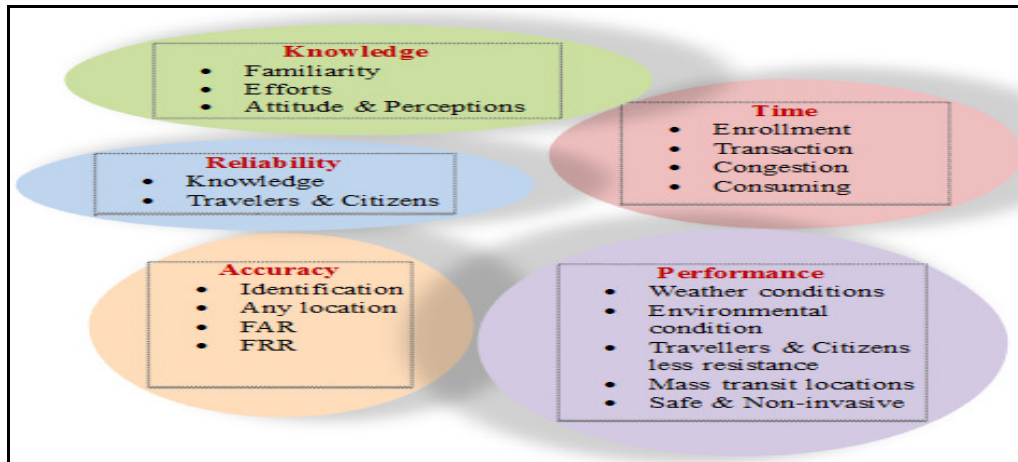 Knowledge
• Familiarity
• Efforts
• Attitude & Perceptions
Time
• Enrollment
• Transaction
• Congestion
• Consuming
Reliability
• Knowledge
• Travelers & Citizens
Accuracy
• Identification
• Any location
• FAR
• FRR
Performance
• Weather conditions
• Environmental
condition
• Travellers & Citizens
less resistance
• Mass transit locations
• Safe & Non-invasive